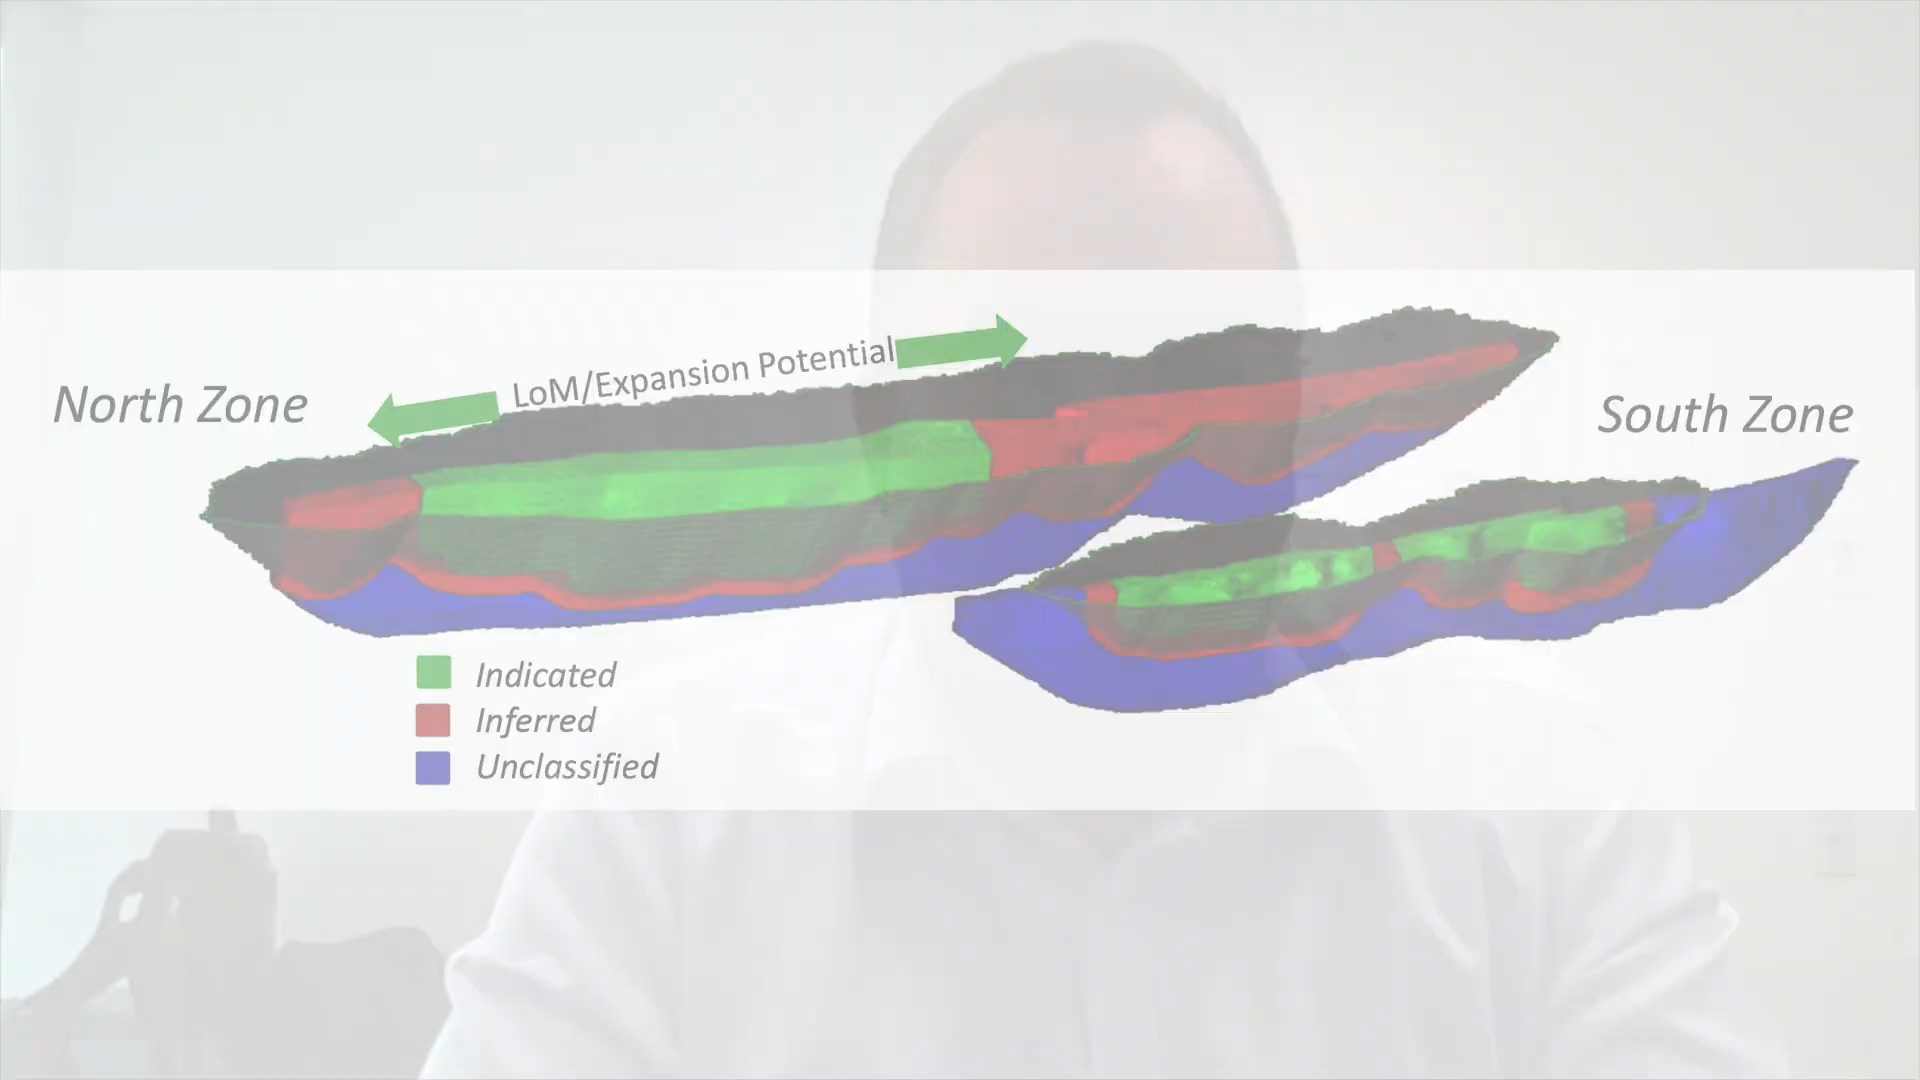 LoM/Expansion Potential
North Zone
South Zone
Indicated
Inferred
Unclassified